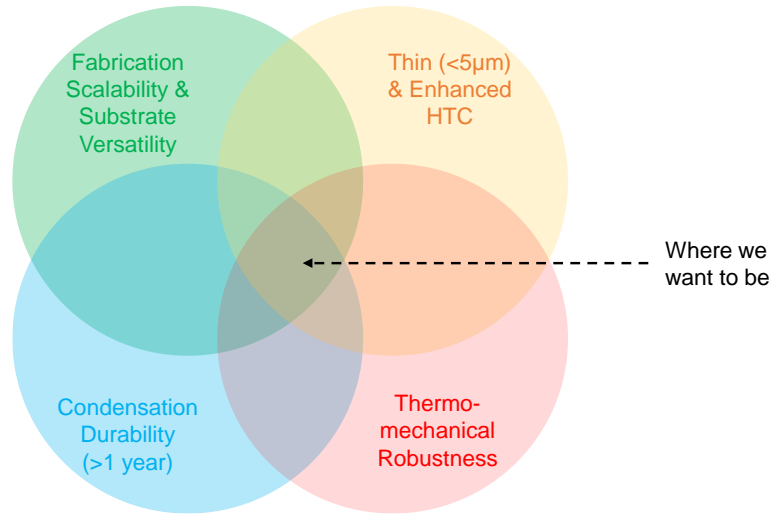 Fabrication
Scalability &
Substrate
Versatility
Thin (<5µm)
& Enhanced
HTC
Where we
want to be
Condensation
Durability
(>1 year)
Thermo-
mechanical
Robustness